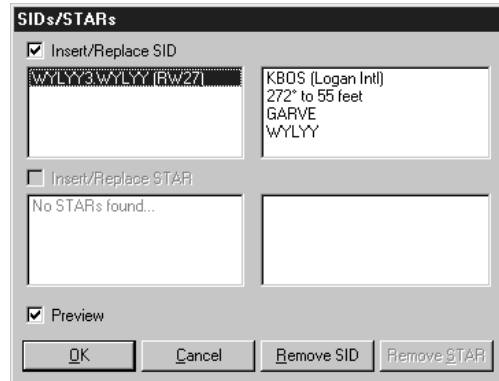 SIDs/STARs
Insert/Replace SID
WYLYY3.WYLYY (RW27)
KBOS (Logan Intl)
272° to 55 feet
GARVE
WYLYY
Insert/Replace STAR
No STARs found...
Preview
OK Cancel Remove SID Remove STAR